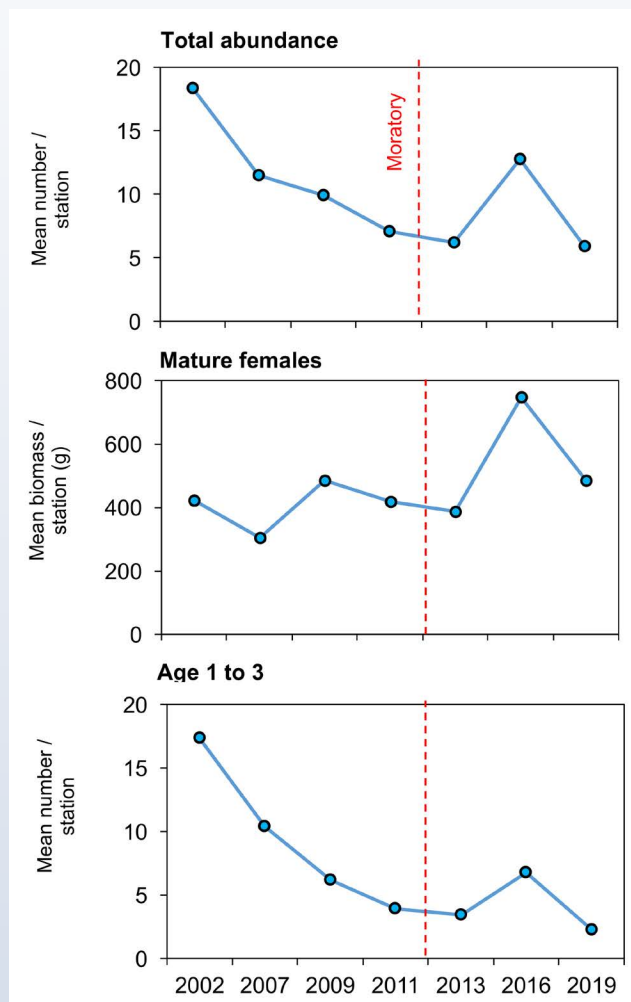 Total abundance
Mean number /
station
20
15
10
5
0
Moratory
Mature females
Mean biomass /
station (g)
800
600
400
200
0
Age 1 to 3
Mean number /
station
20
15
10
5
0
2002 2007 2009 2011 2013 2016 2019